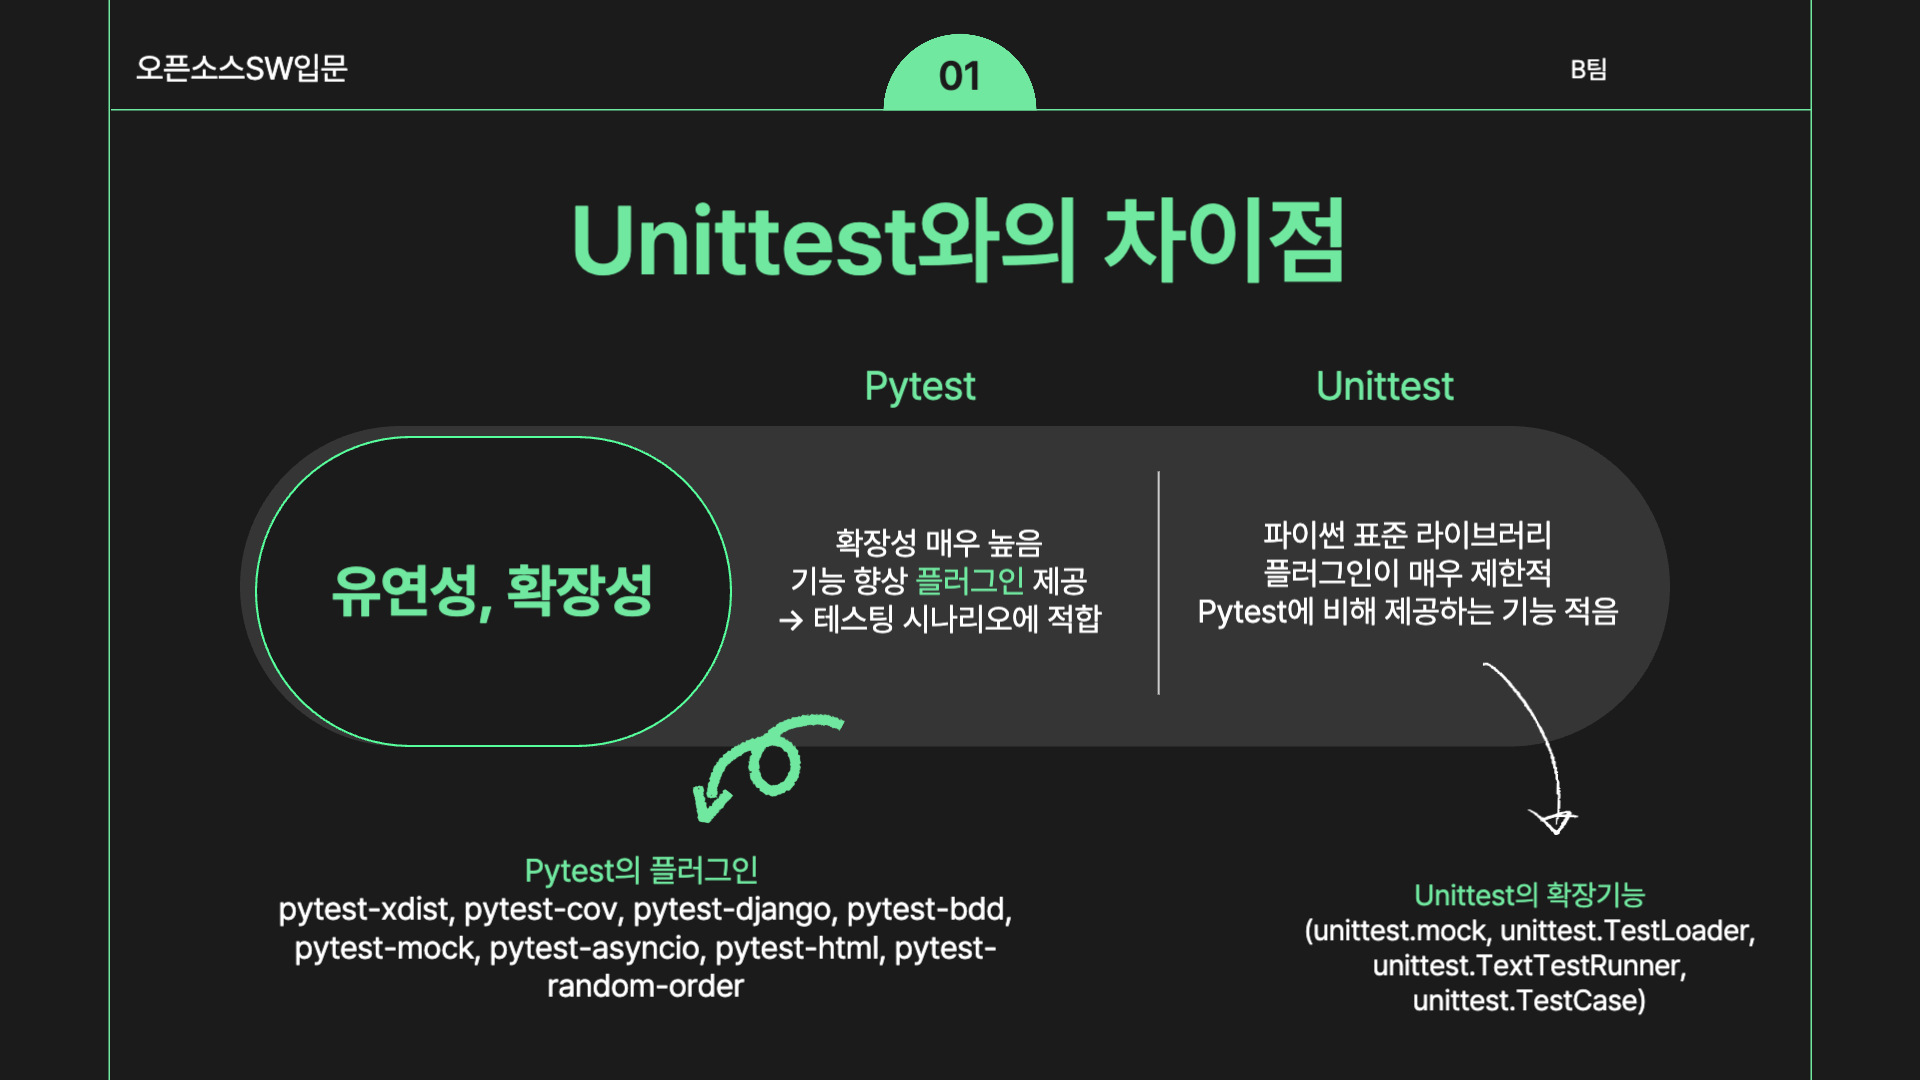 오픈소스SW입문
01
B팀
Unittest와의 차이점
Pytest
Unittest
유연성, 확장성
확장성 매우 높음
기능 향상 플러그인 제공
→ 테스팅 시나리오에 적합
파이썬 표준 라이브러리
플러그인이 매우 제한적
Pytest에 비해 제공하는 기능 적음
Pytest의 플러그인
pytest-xdist, pytest-cov, pytest-django, pytest-bdd,
pytest-mock, pytest-asyncio, pytest-html, pytest-
random-order
Unittest의 확장기능
(unittest.mock, unittest.TestLoader,
unittest.TextTestRunner,
unittest.TestCase)